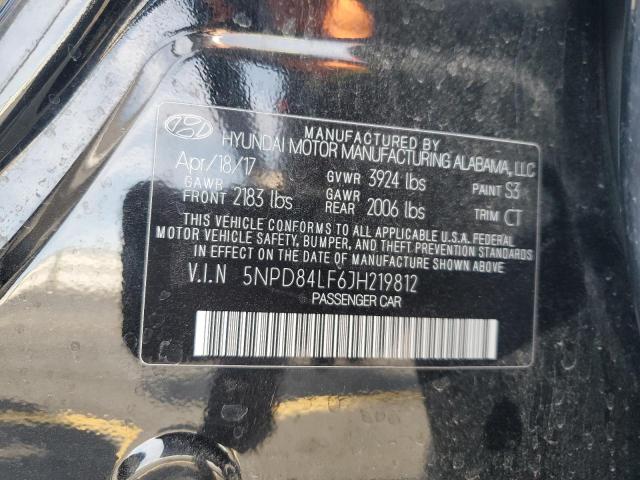 MANUFACTURED BY
HYUNDAI MOTOR MANUFACTURING ALABAMA, LLC
Apr/18/17 GVWR 3924 lbs PAINT S3
GAWR FRONT 2183 lbs GAWR REAR 2006 lbs TRIM CT
THIS VEHICLE CONFORMS TO ALL APPLICABLE U.S.A. FEDERAL
MOTOR VEHICLE SAFETY, BUMPER, AND THEFT PREVENTION STANDARDS
IN EFFECT ON THE DATE OF MANUFACTURE SHOWN ABOVE
V.I.N 5NPD84LF6JH219812
PASSENGER CAR